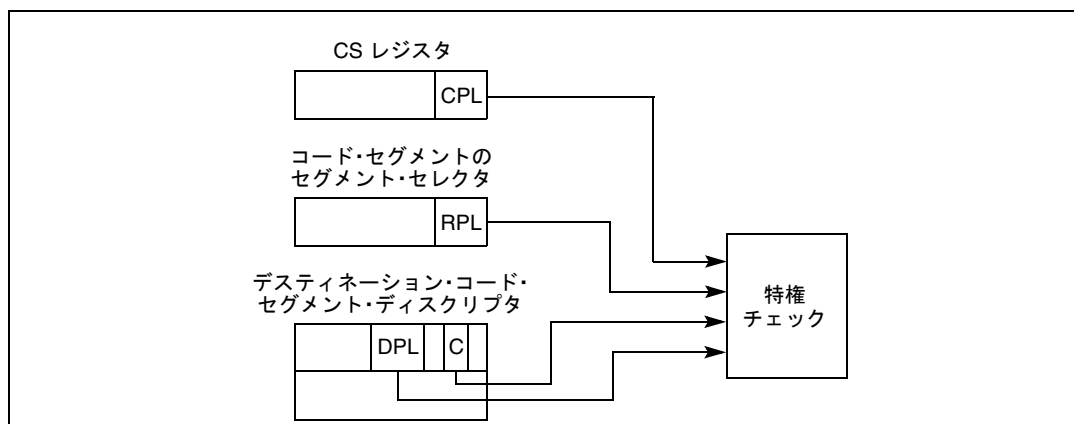 CS レジスタ
CPL
コード・セグメントの
セグメント・セレクタ
RPL
デスティネーション・コード・
セグメント・ディスクリプタ
DPL
C
特権
チェック